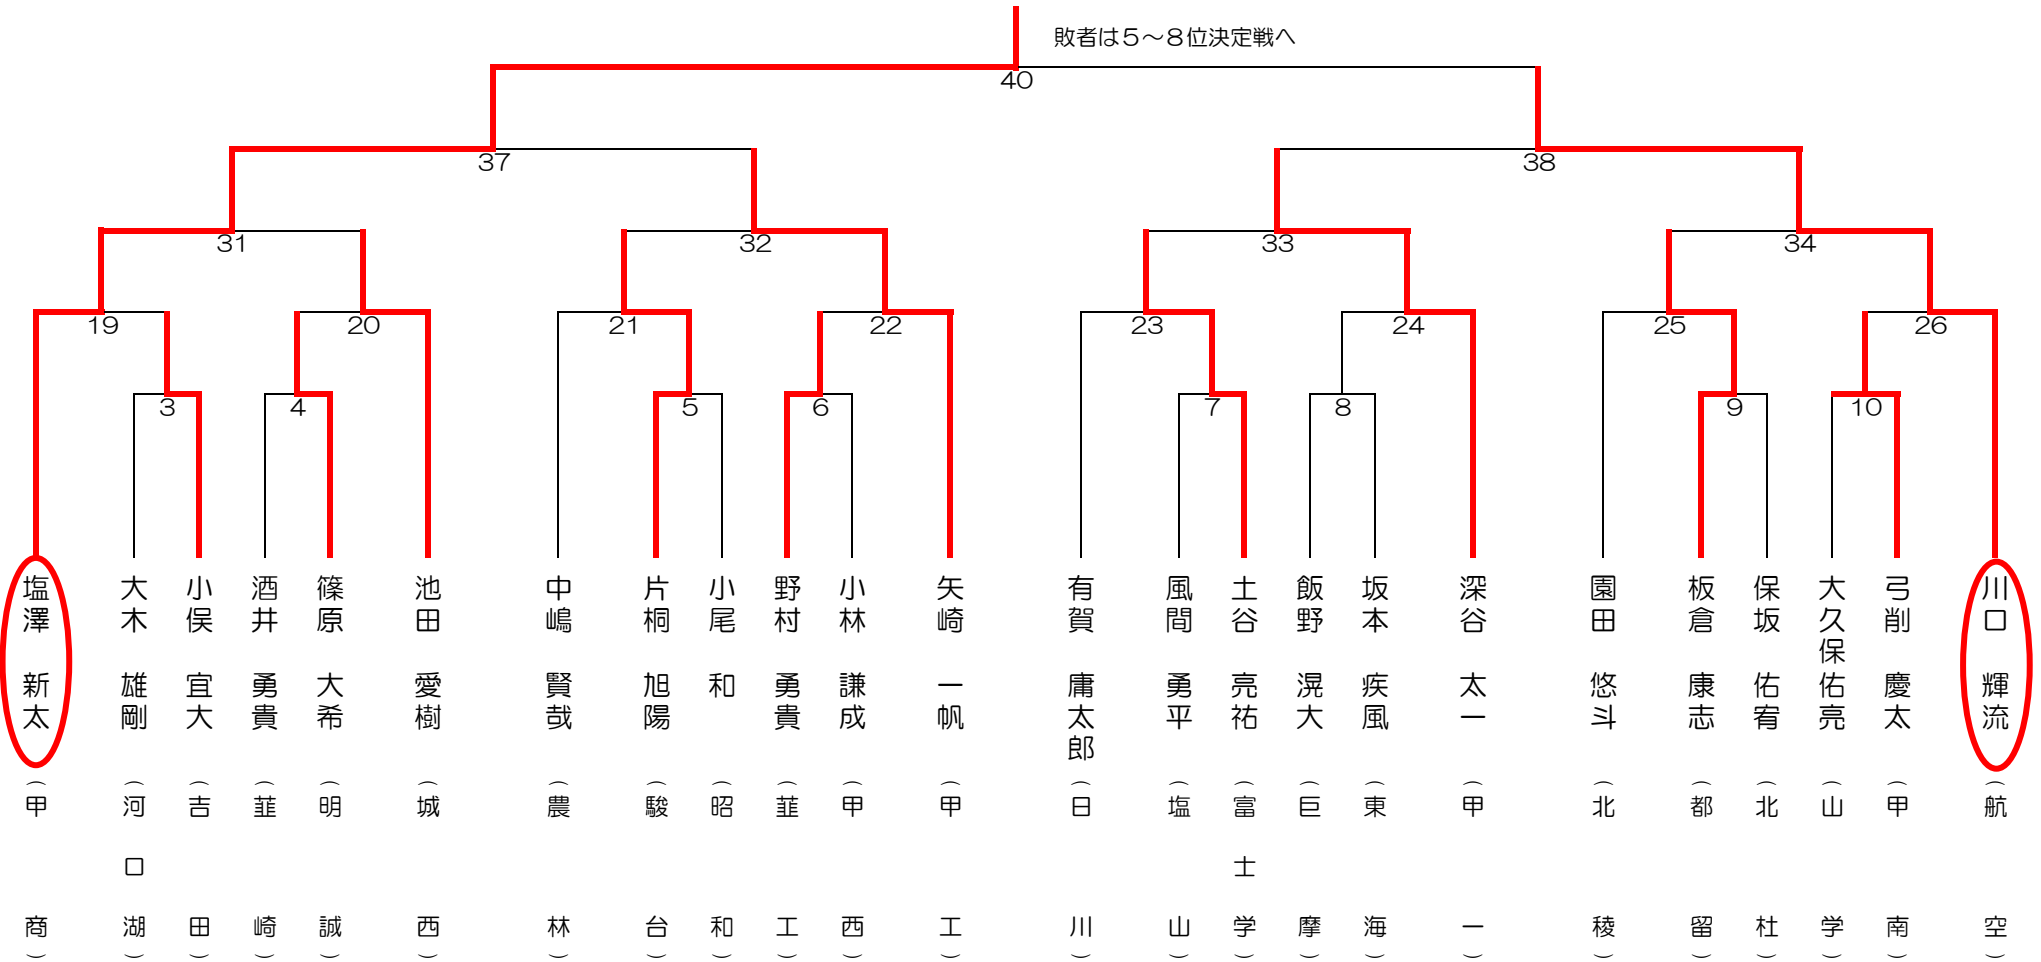 敗者は５～８位決定戦へ
40
37
38
31
32
33
34
19
20
21
22
23
24
25
26
3
4
5
6
7
8
9
10
塩澤　新太（甲商）
大木　雄剛（河口湖）
小俣　宜大（吉田）
酒井　勇貴（韮崎）
篠原　大希（明誠）
池田　愛樹（城西）
中嶋　賢哉（農林）
片桐　旭陽（駿台）
小尾　和（昭和）
野村　勇貴（韮工）
小林　謙成（甲西）
矢崎　一帆（甲工）
有賀　庸太郎（日川）
風間　勇平（塩山）
土谷　亮祐（富士学）
飯野　滉大（巨摩）
坂本　疾風（東海）
深谷　太一（甲一）
園田　悠斗（北稜）
板倉　康志（都留）
保坂　佑宥（北杜）
大久保佑亮（山学）
弓削　慶太（甲南）
川口　輝流（航空）